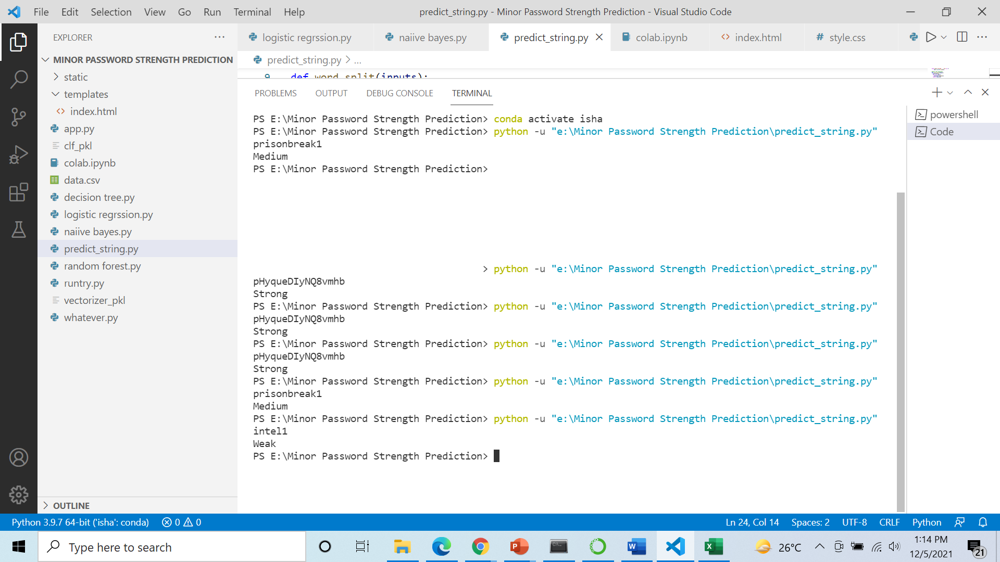 File Edit Selection View Go Run Terminal Help
predict_string.py - Minor Password Strength Prediction - Visual Studio Code
EXPLORER
MINOR PASSWORD STRENGTH PREDICTION
static
templates
index.html
app.py
clf_pkl
colab.ipynb
data.csv
decision tree.py
logistic regrssion.py
naiive bayes.py
predict_string.py
random forest.py
runtry.py
vectorizer_pkl
whatever.py
OUTLINE
logistic regrssion.py naiive bayes.py predict_string.py colab.ipynb index.html style.css
predict_string.py > ...
9 def word_split(inputs):
PROBLEMS OUTPUT DEBUG CONSOLE TERMINAL
powershell
Code
PS E:\Minor Password Strength Prediction> conda activate isha
PS E:\Minor Password Strength Prediction> python -u "e:\Minor Password Strength Prediction\predict_string.py"
prisonbreak1
Medium
PS E:\Minor Password Strength Prediction>
> python -u "e:\Minor Password Strength Prediction\predict_string.py"
pHyqueDIyNQ8vmhb
Strong
PS E:\Minor Password Strength Prediction> python -u "e:\Minor Password Strength Prediction\predict_string.py"
pHyqueDIyNQ8vmhb
Strong
PS E:\Minor Password Strength Prediction> python -u "e:\Minor Password Strength Prediction\predict_string.py"
pHyqueDIyNQ8vmhb
Strong
PS E:\Minor Password Strength Prediction> python -u "e:\Minor Password Strength Prediction\predict_string.py"
prisonbreak1
Medium
PS E:\Minor Password Strength Prediction> python -u "e:\Minor Password Strength Prediction\predict_string.py"
intel1
Weak
PS E:\Minor Password Strength Prediction>
Python 3.9.7 64-bit ('isha': conda) 0 0
Ln 24, Col 14 Spaces: 2 UTF-8 CRLF Python
Type here to search
26°C
1:14 PM
12/5/2021
21